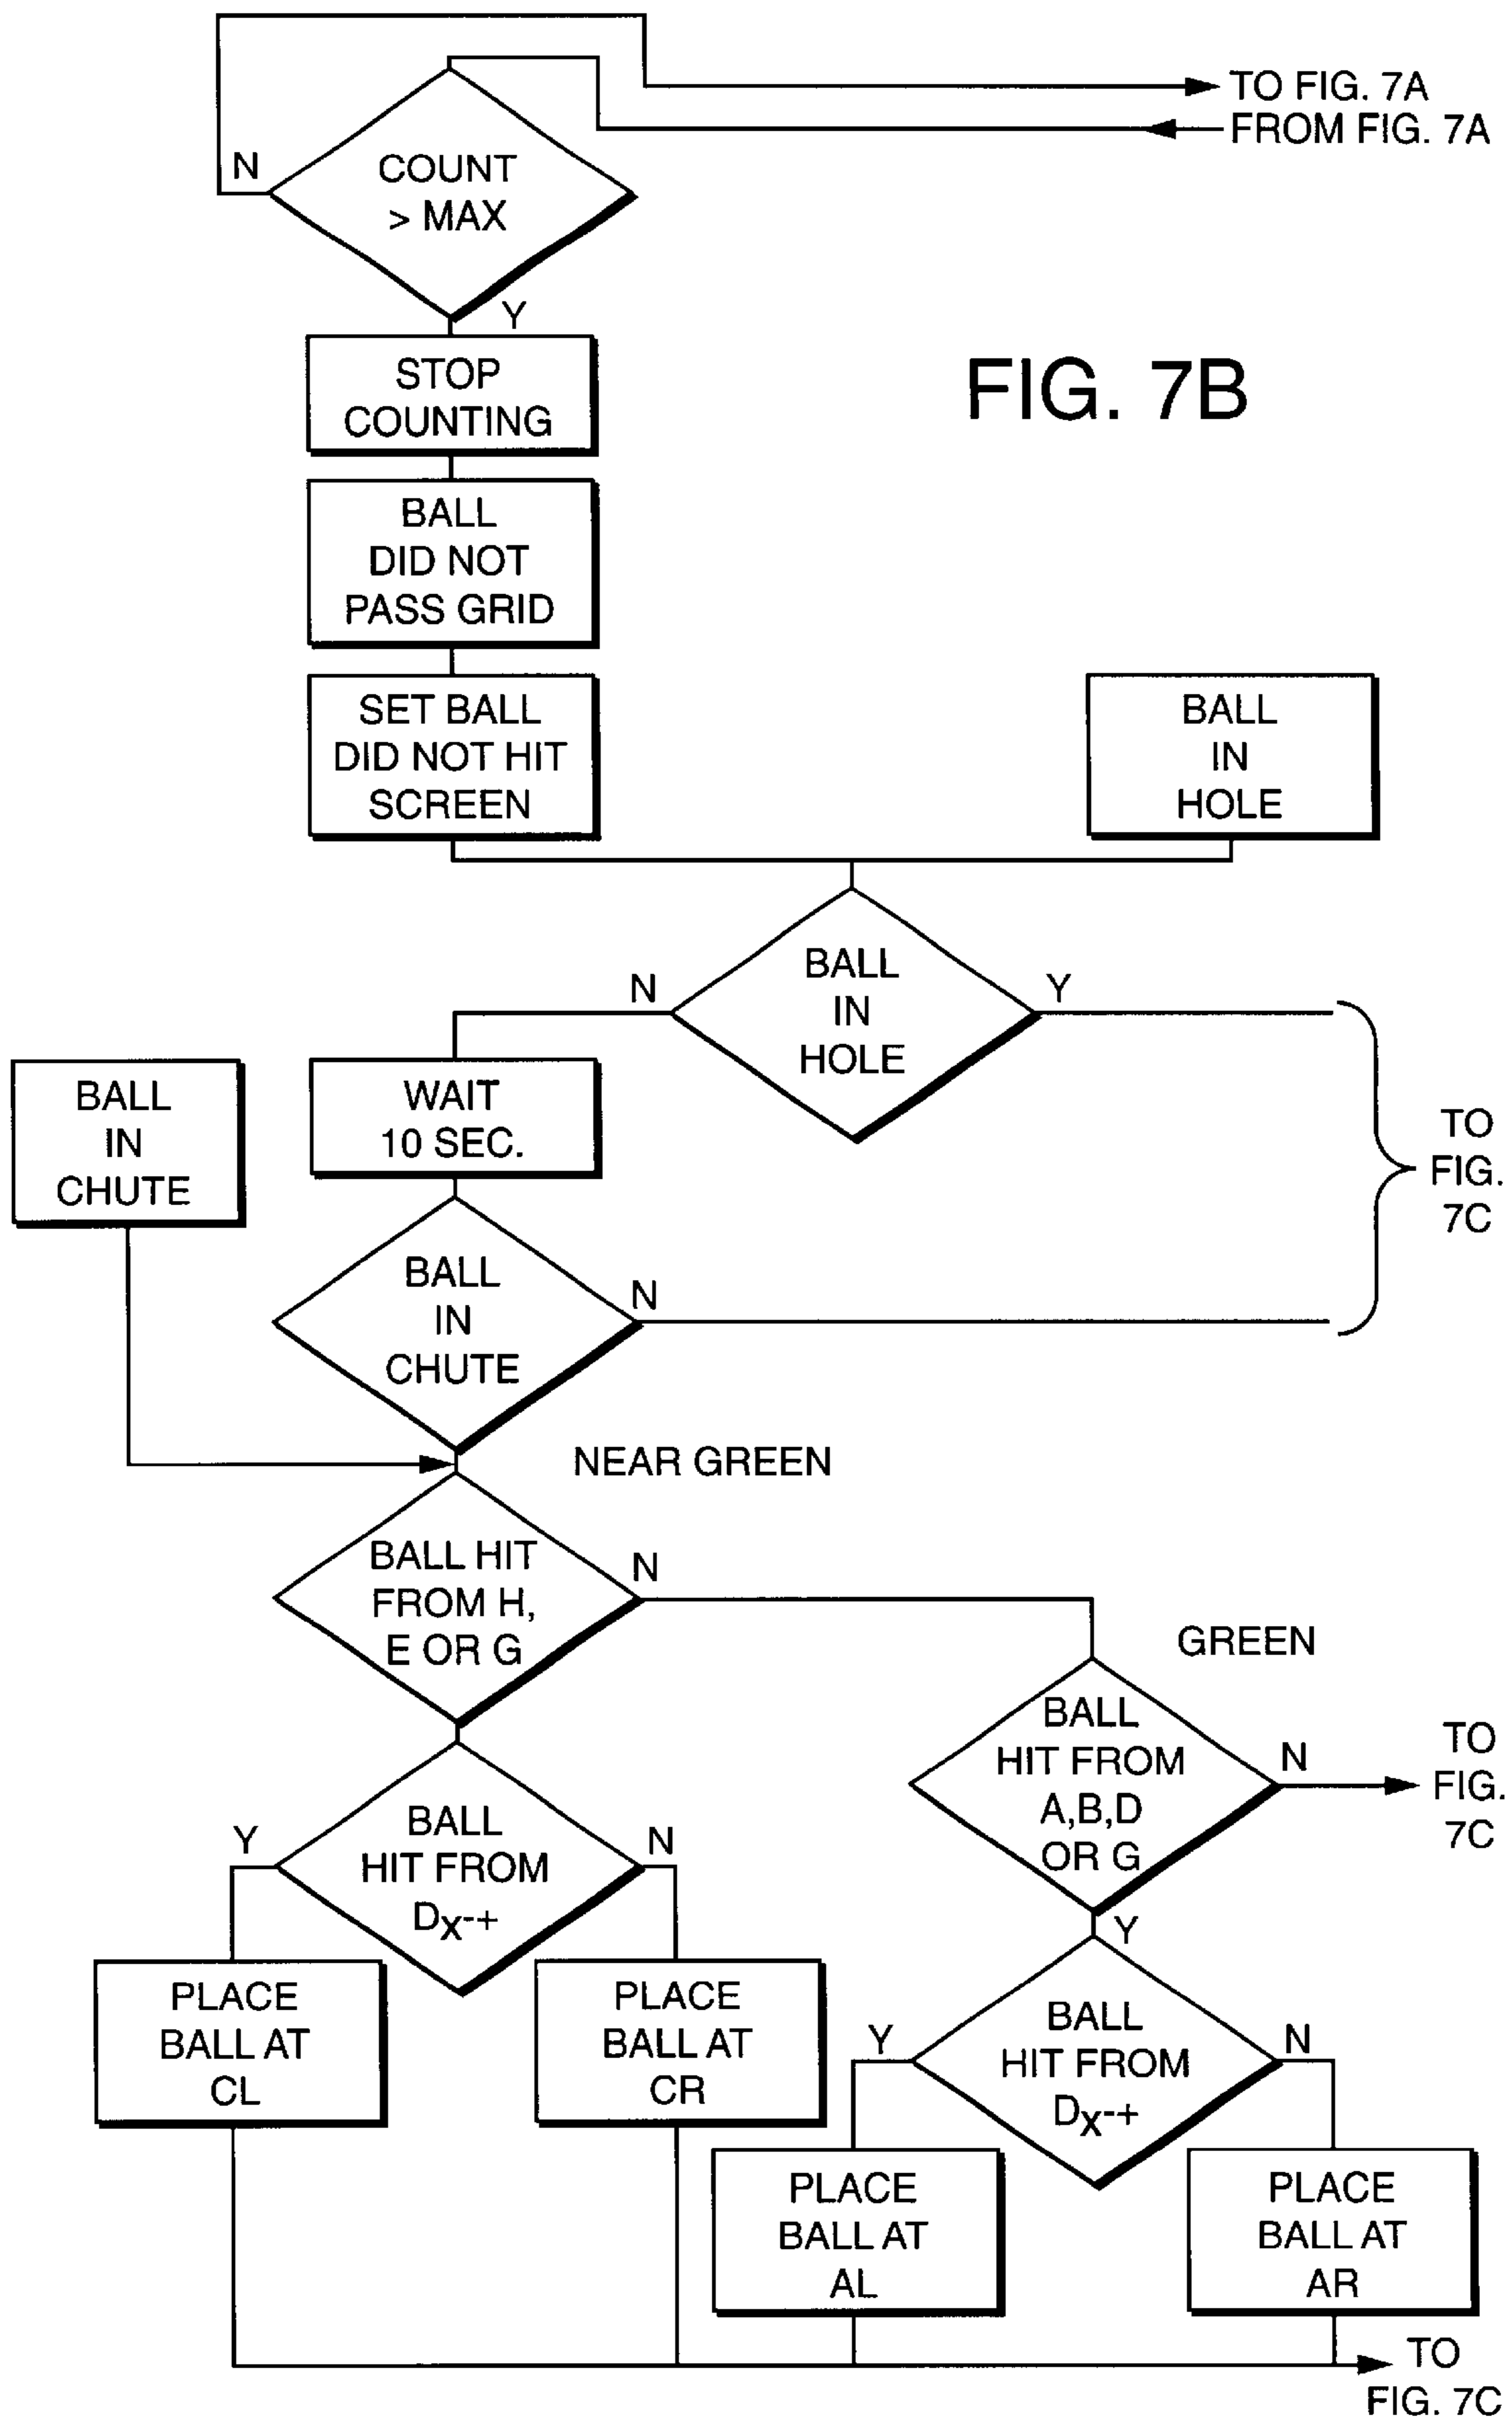 TO FIG. 7A
FROM FIG. 7A
N
COUNT
> MAX
Y
STOP
COUNTING
FIG. 7B
BALL
DID NOT
PASS GRID
SET BALL
DID NOT HIT
SCREEN
BALL
IN
HOLE
N
BALL
IN
HOLE
Y
BALL
IN
CHUTE
WAIT
10 SEC.
TO
FIG.
7C
BALL
IN
CHUTE
N
NEAR GREEN
BALL HIT
FROM H,
E OR G
N
GREEN
BALL
HIT FROM
A,B,D
OR G
N
TO
FIG.
7C
Y
BALL
HIT FROM
DX-+
N
Y
PLACE
BALL AT
CL
PLACE
BALL AT
CR
Y
BALL
HIT FROM
DX-+
N
PLACE
BALL AT
AL
PLACE
BALL AT
AR
TO
FIG. 7C